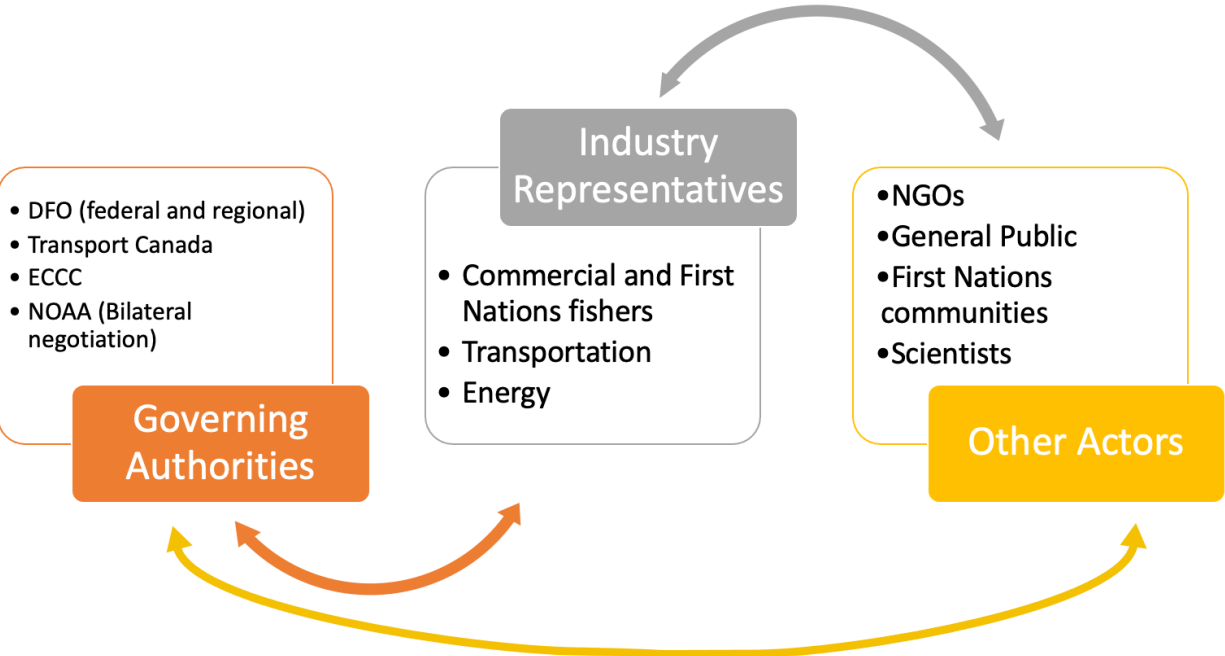 • DFO (federal and regional)
• Transport Canada
• ECCC
• NOAA (Bilateral
negotiation)
Governing
Authorities
Industry
Representatives
• Commercial and First
Nations fishers
• Transportation
• Energy
•NGOs
•General Public
•First Nations
communities
•Scientists
Other Actors